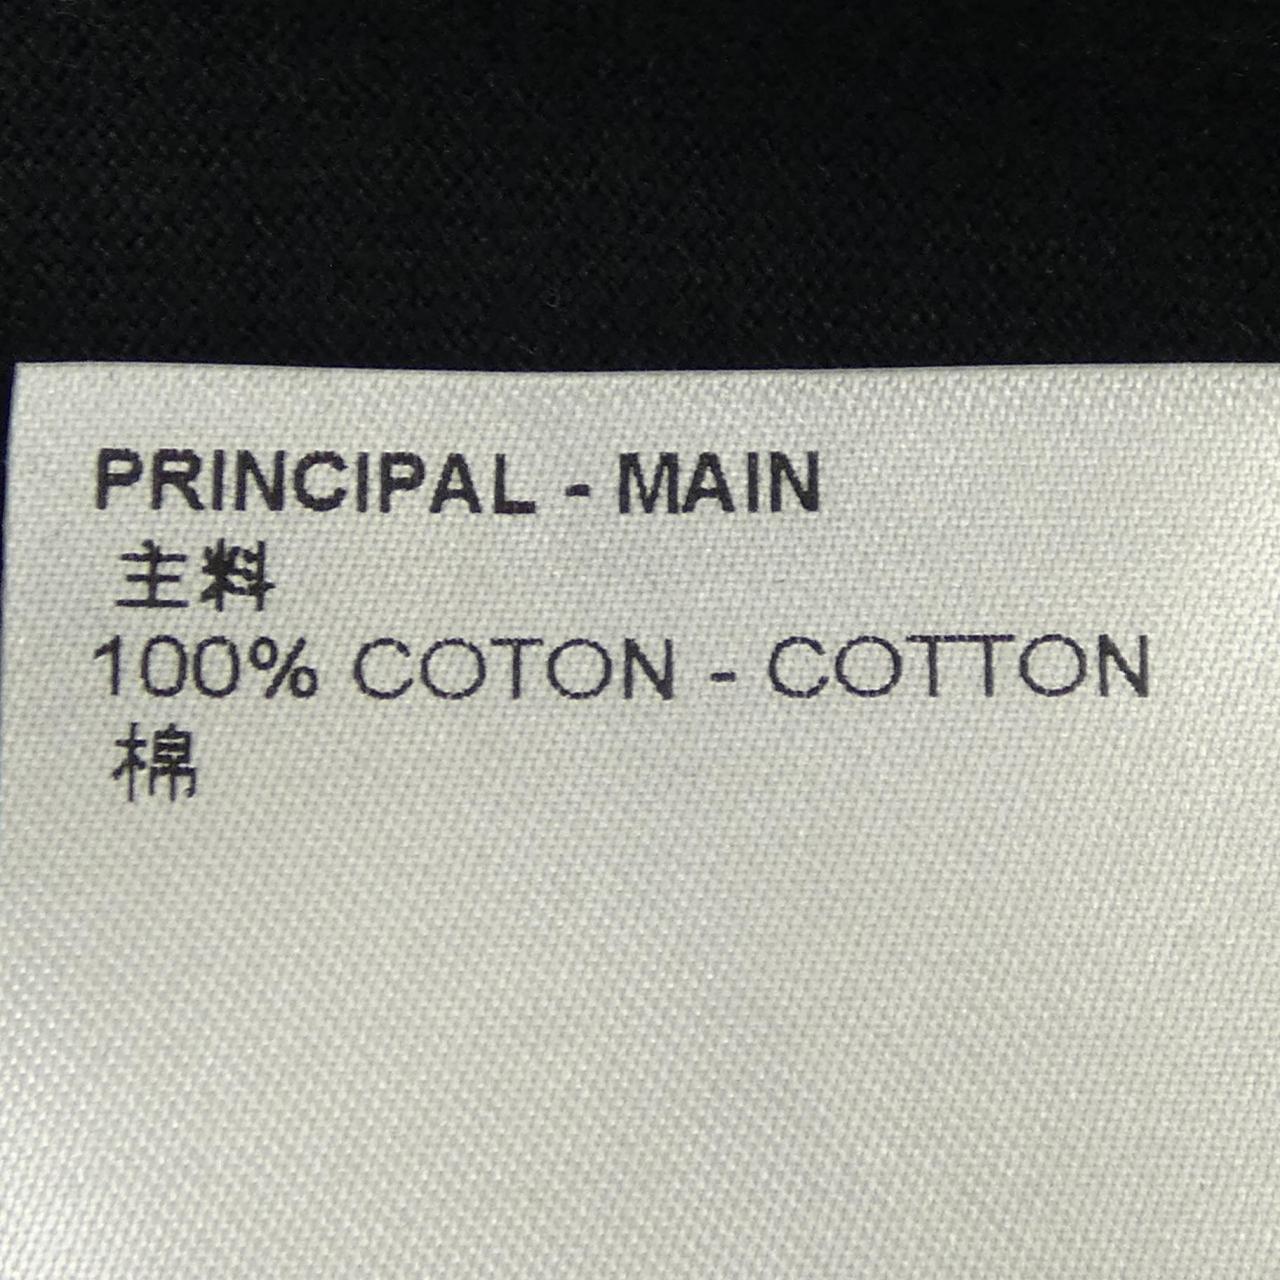 PRINCIPAL - MAIN
主料
100% COTON - COTTON
棉